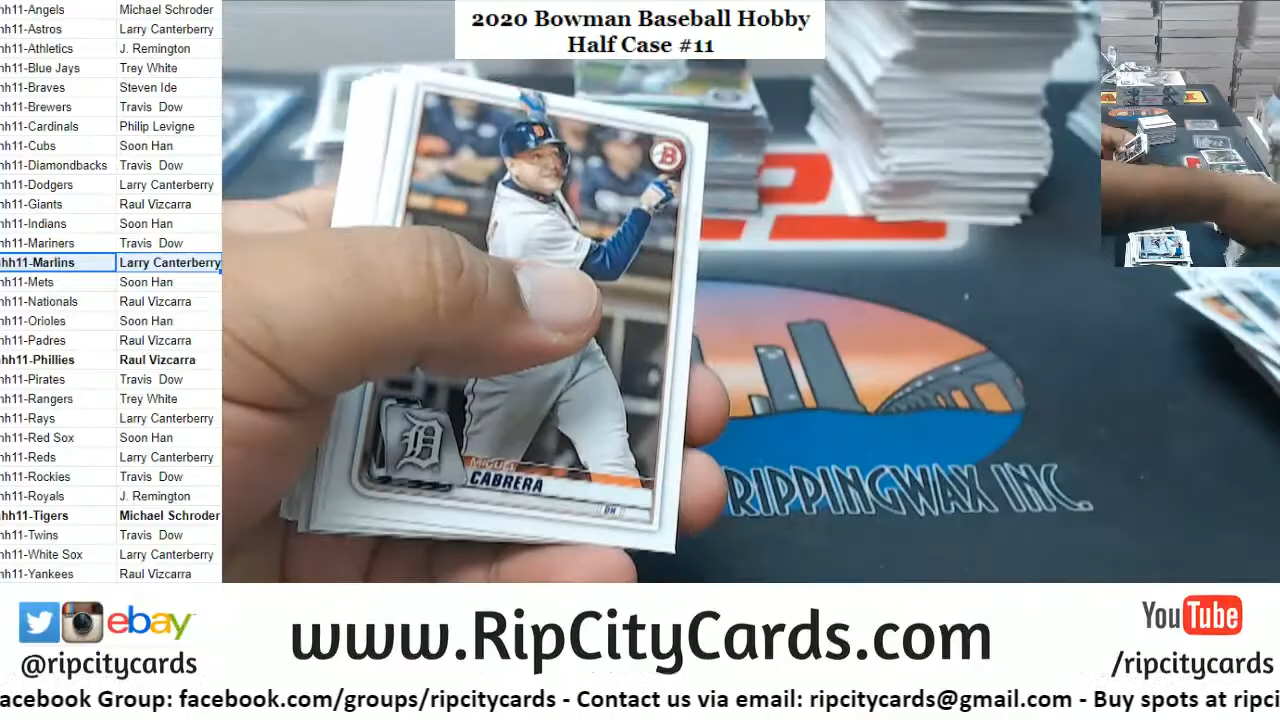 hh11-Angels Michael Schroder
hh11-Astros Larry Canterberry
hh11-Athletics J. Remington
hh11-Blue Jays Trey White
hh11-Braves Steven Ide
hh11-Brewers Travis Dow
hh11-Cardinals Philip Levigne
hh11-Cubs Soon Han
hh11-Diamondbacks Travis Dow
hh11-Dodgers Larry Canterberry
hh11-Giants Raul Vizcarra
hh11-Indians Soon Han
hh11-Mariners Travis Dow
hh11-Marlins Larry Canterberry
hh11-Mets Soon Han
hh11-Nationals Raul Vizcarra
hh11-Orioles Soon Han
hh11-Padres Raul Vizcarra
hh11-Phillies Raul Vizcarra
hh11-Pirates Travis Dow
hh11-Rangers Trey White
hh11-Rays Larry Canterberry
hh11-Red Sox Soon Han
hh11-Reds Larry Canterberry
hh11-Rockies Travis Dow
hh11-Royals J. Remington
hh11-Tigers Michael Schroder
hh11-Twins Travis Dow
hh11-White Sox Larry Canterberry
hh11-Yankees Raul Vizcarra
2020 Bowman Baseball Hobby
Half Case #11
B
D
MIGUEL
CABRERA
DH
RIPPINGWAX INC.
ebay
@ripcitycards
www.RipCityCards.com
YouTube
/ripcitycards
acebook Group: facebook.com/groups/ripcitycards - Contact us via email: ripcitycards@gmail.com - Buy spots at ripci